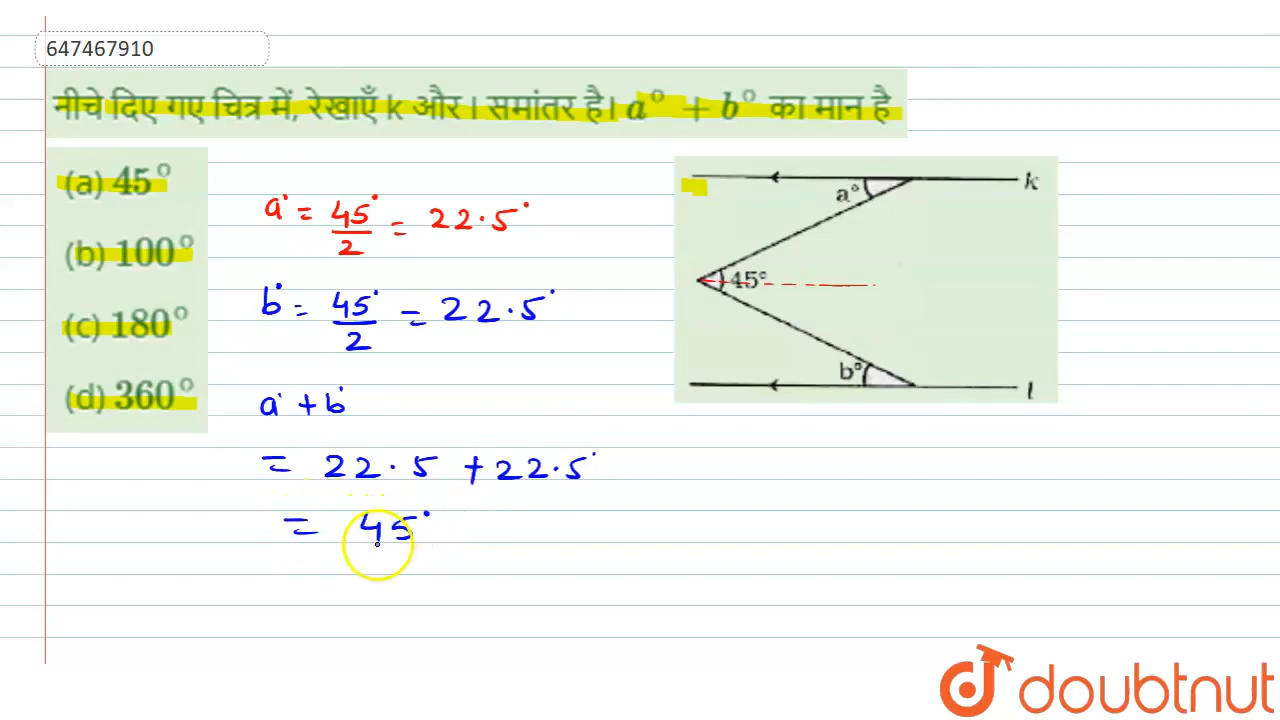 647467910
नीचे दिए गए चित्र में, रेखाएँ k और l समांतर है। a° + b° का मान है
(a) 45°
(b) 100°
(c) 180°
(d) 360°
a° = 45°/2 = 22.5°
b° = 45°/2 = 22.5°
a° + b°
= 22.5 + 22.5°
= 45°
a°
k
45°
b°
l
doubtnut